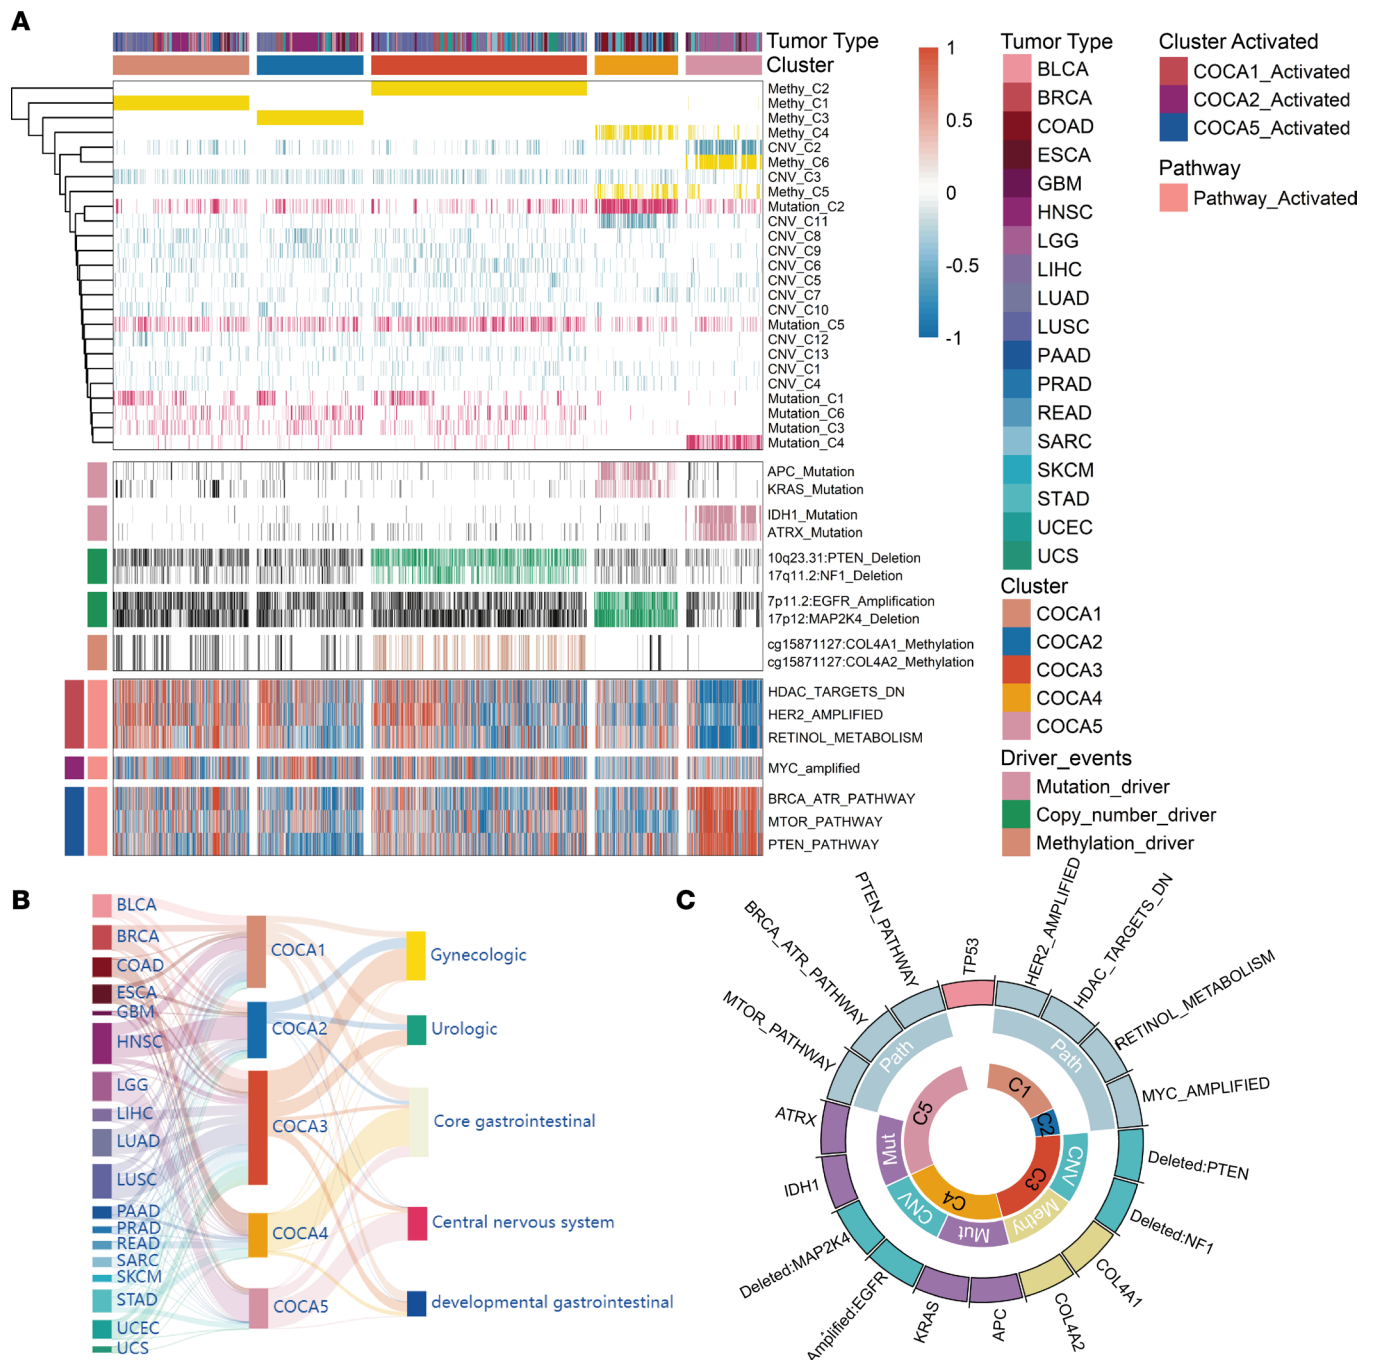 A
Tumor Type
Cluster
Methy_C2
Methy_C1
Methy_C3
Methy_C4
CNV_C2
Methy_C6
CNV_C3
Methy_C5
Mutation_C2
CNV_C11
CNV_C8
CNV_C9
CNV_C6
CNV_C5
CNV_C7
CNV_C10
Mutation_C5
CNV_C12
CNV_C13
CNV_C1
CNV_C4
Mutation_C1
Mutation_C6
Mutation_C3
Mutation_C4
APC_Mutation
KRAS_Mutation
IDH1_Mutation
ATRX_Mutation
10q23.31:PTEN_Deletion
17q11.2:NF1_Deletion
7p11.2:EGFR_Amplification
17p12:MAP2K4_Deletion
cg15871127:COL4A1_Methylation
cg15871127:COL4A2_Methylation
HDAC_TARGETS_DN
HER2_AMPLIFIED
RETINOL_METABOLISM
MYC_amplified
BRCA_ATR_PATHWAY
MTOR_PATHWAY
PTEN_PATHWAY
1
0.5
0
-0.5
-1
Tumor Type
BLCA
BRCA
COAD
ESCA
GBM
HNSC
LGG
LIHC
LUAD
LUSC
PAAD
PRAD
READ
SARC
SKCM
STAD
UCEC
UCS
Cluster
COCA1
COCA2
COCA3
COCA4
COCA5
Driver_events
Mutation_driver
Copy_number_driver
Methylation_driver
Cluster Activated
COCA1_Activated
COCA2_Activated
COCA5_Activated
Pathway
Pathway_Activated
B
BLCA
BRCA
COAD
ESCA
GBM
HNSC
LGG
LIHC
LUAD
LUSC
PAAD
PRAD
READ
SARC
SKCM
STAD
UCEC
UCS
COCA1
COCA2
COCA3
COCA4
COCA5
Gynecologic
Urologic
Core gastrointestinal
Central nervous system
developmental gastrointestinal
C
TP53
HER2_AMPLIFIED
HDAC_TARGETS_DN
RETINOL_METABOLISM
MYC_AMPLIFIED
Deleted:PTEN
Deleted:NF1
COL4A1
COL4A2
APC
KRAS
Amplified:EGFR
Deleted:MAP2K4
IDH1
ATRX
MTOR_PATHWAY
BRCA_ATR_PATHWAY
PTEN_PATHWAY
Path
CNV
Methy
Mut
CNV
Mut
Path
C1
C2
C3
C4
C5